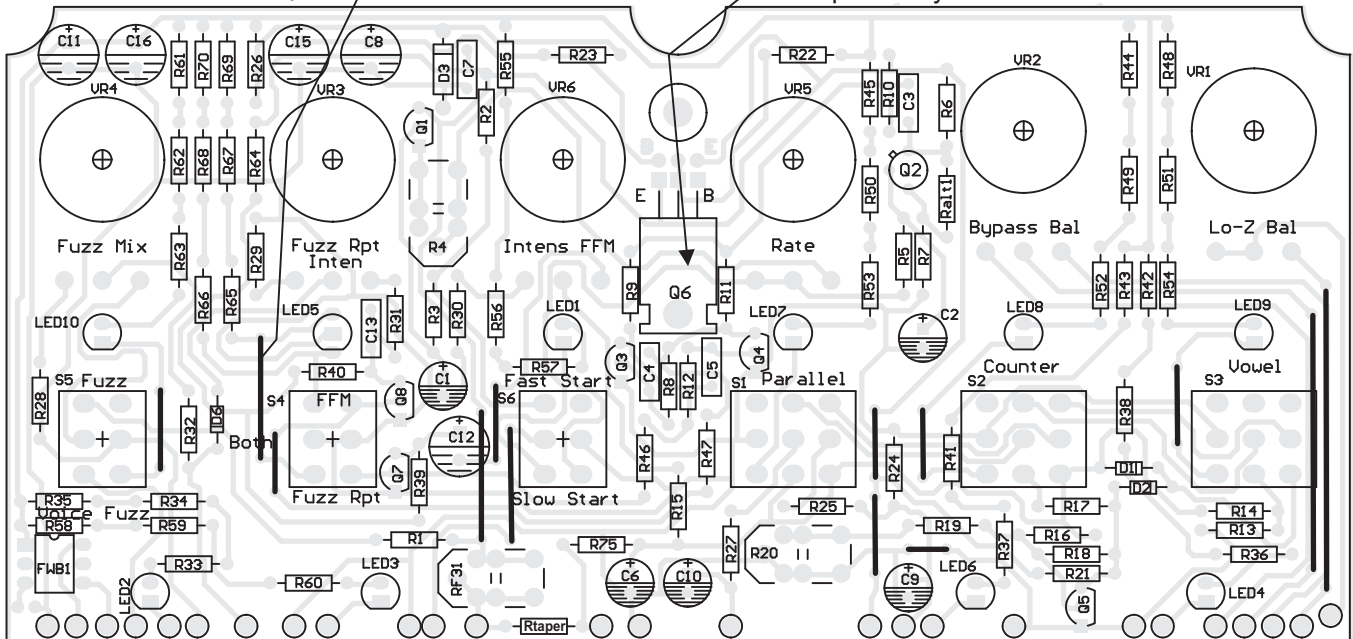 C11 C16 R61 R70 R69 R26 C15 C8 D3 C7 R55 R23 R22 R45 R10 C3 R6 VR2 R44 R48 VR1
VR4 VR3 Q1 R2 VR6 VR5
R62 R68 R67 R64 B E R50 Q2 Ralt1 R49 R51
E B
Fuzz Mix Fuzz Rpt Inten R4 Intens FFM Rate Bypass Bal Lo-Z Bal
R63 R29 R5 R7
R66 R65 R3 R30 R56 R9 Q6 R11 R53 R52 R43 R42 R54
LED10 LED5 C13 R31 LED1 LED7 C2 LED8 LED9
R57 Q3 C4 R8 R12 C5 Q4 Counter Vowel
S5 Fuzz R40 C1 Fast Start S1 Parallel S2 S3
R28 S4 FFM Q8 S6 R38
R32 D6 Both C12 R46 R47 R24 R41
Q7 R39 D1
D2
R35 R34 Fuzz Rpt Slow Start R15 R25 R17 R14
Voice Fuzz
R58 R59 R1 R75 R27 R20 R19 R37 R16 R13
FWB1 R33 RF31 R18 R36
LED2 R60 LED3 C6 C10 C9 LED6 R21 LED4
Q5
Rtaper